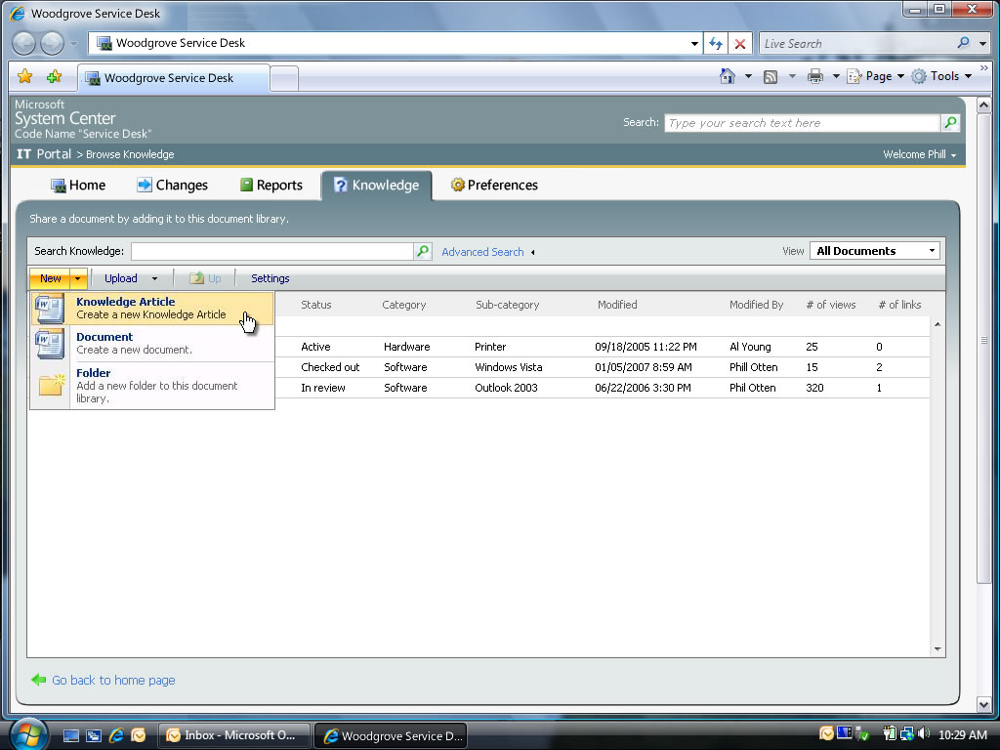 Woodgrove Service Desk
Woodgrove Service Desk
Live Search
Woodgrove Service Desk
Page
Tools
Microsoft
System Center
Code Name "Service Desk"
Search: Type your search text here
IT Portal > Browse Knowledge
Welcome Phill
Home Changes Reports Knowledge Preferences
Share a document by adding it to this document library.
Search Knowledge: Advanced Search View All Documents
New Upload Up Settings
Knowledge Article
Create a new Knowledge Article
Document
Create a new document.
Folder
Add a new folder to this document
library.
Status Category Sub-category Modified Modified By # of views # of links
Active Hardware Printer 09/18/2005 11:22 PM Al Young 25 0
Checked out Software Windows Vista 01/05/2007 8:59 AM Phill Otten 15 2
In review Software Outlook 2003 06/22/2006 3:30 PM Phil Otten 320 1
Go back to home page
Inbox - Microsoft O...
Woodgrove Service D...
10:29 AM